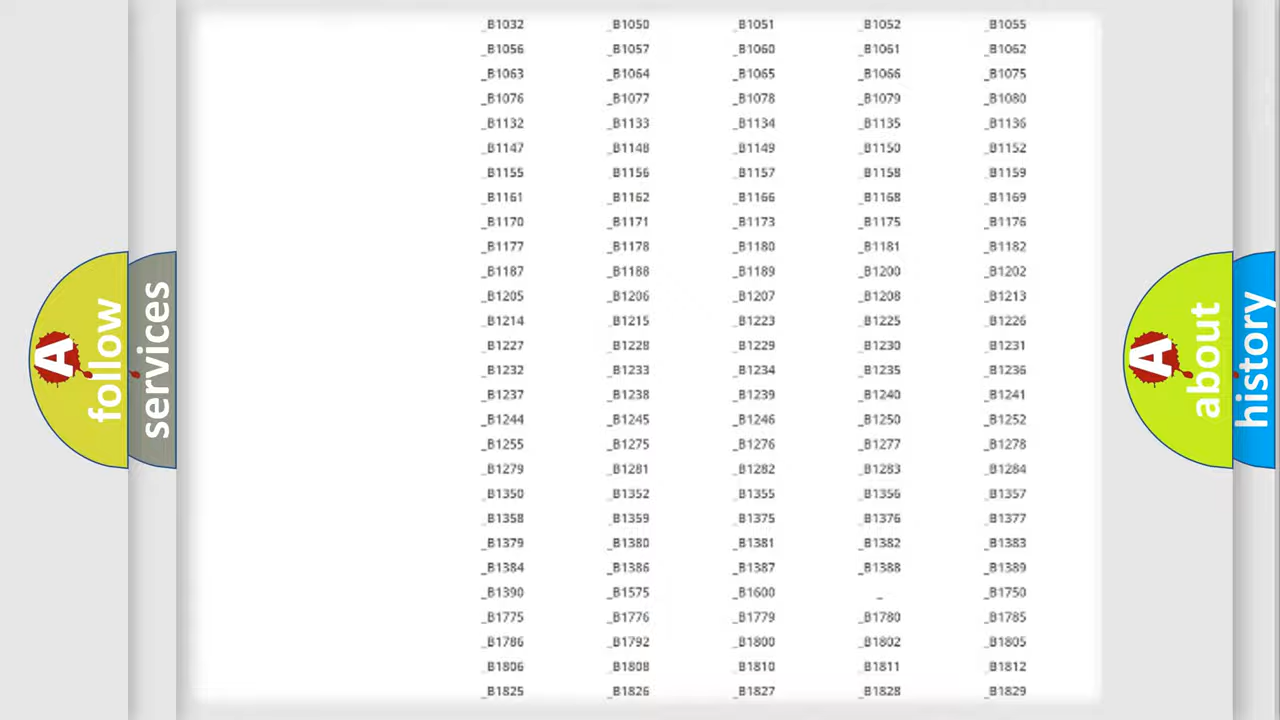 _B1032 _B1050 _B1051 _B1052 _B1055
_B1056 _B1057 _B1060 _B1061 _B1062
_B1063 _B1064 _B1065 _B1066 _B1075
_B1076 _B1077 _B1078 _B1079 _B1080
_B1132 _B1133 _B1134 _B1135 _B1136
_B1147 _B1148 _B1149 _B1150 _B1152
_B1155 _B1156 _B1157 _B1158 _B1159
_B1161 _B1162 _B1166 _B1168 _B1169
_B1170 _B1171 _B1173 _B1175 _B1176
_B1177 _B1178 _B1180 _B1181 _B1182
_B1187 _B1188 _B1189 _B1200 _B1202
_B1205 _B1206 _B1207 _B1208 _B1213
_B1214 _B1215 _B1223 _B1225 _B1226
_B1227 _B1228 _B1229 _B1230 _B1231
_B1232 _B1233 _B1234 _B1235 _B1236
_B1237 _B1238 _B1239 _B1240 _B1241
_B1244 _B1245 _B1246 _B1250 _B1252
_B1255 _B1275 _B1276 _B1277 _B1278
_B1279 _B1281 _B1282 _B1283 _B1284
_B1350 _B1352 _B1355 _B1356 _B1357
_B1358 _B1359 _B1375 _B1376 _B1377
_B1379 _B1380 _B1381 _B1382 _B1383
_B1384 _B1386 _B1387 _B1388 _B1389
_B1390 _B1575 _B1600 _ _B1750
_B1775 _B1776 _B1779 _B1780 _B1785
_B1786 _B1792 _B1800 _B1802 _B1805
_B1806 _B1808 _B1810 _B1811 _B1812
_B1825 _B1826 _B1827 _B1828 _B1829
A
follow
services
A
about
history